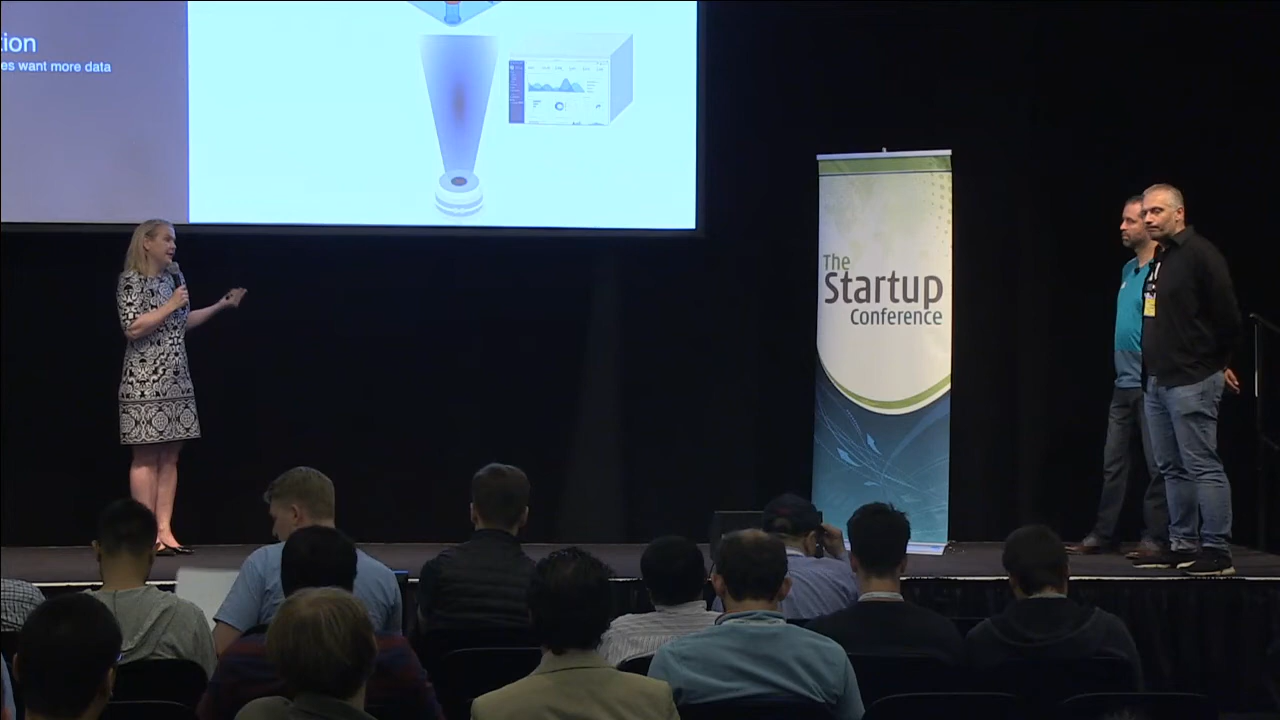 tion
es want more data
The
Startup
Conference